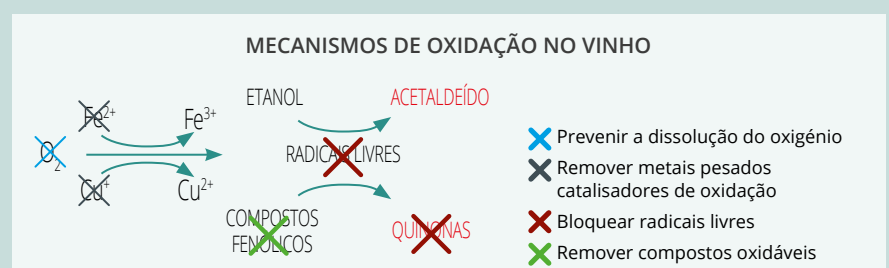 MECANISMOS DE OXIDAÇÃO NO VINHO
ETANOL
ACETALDEÍDO
Fe2+
Fe3+
O2
RADICAIS LIVRES
Cu+
Cu2+
COMPOSTOS
FENÓLICOS
QUINONAS
Prevenir a dissolução do oxigénio
Remover metais pesados
catalisadores de oxidação
Bloquear radicais livres
Remover compostos oxidáveis